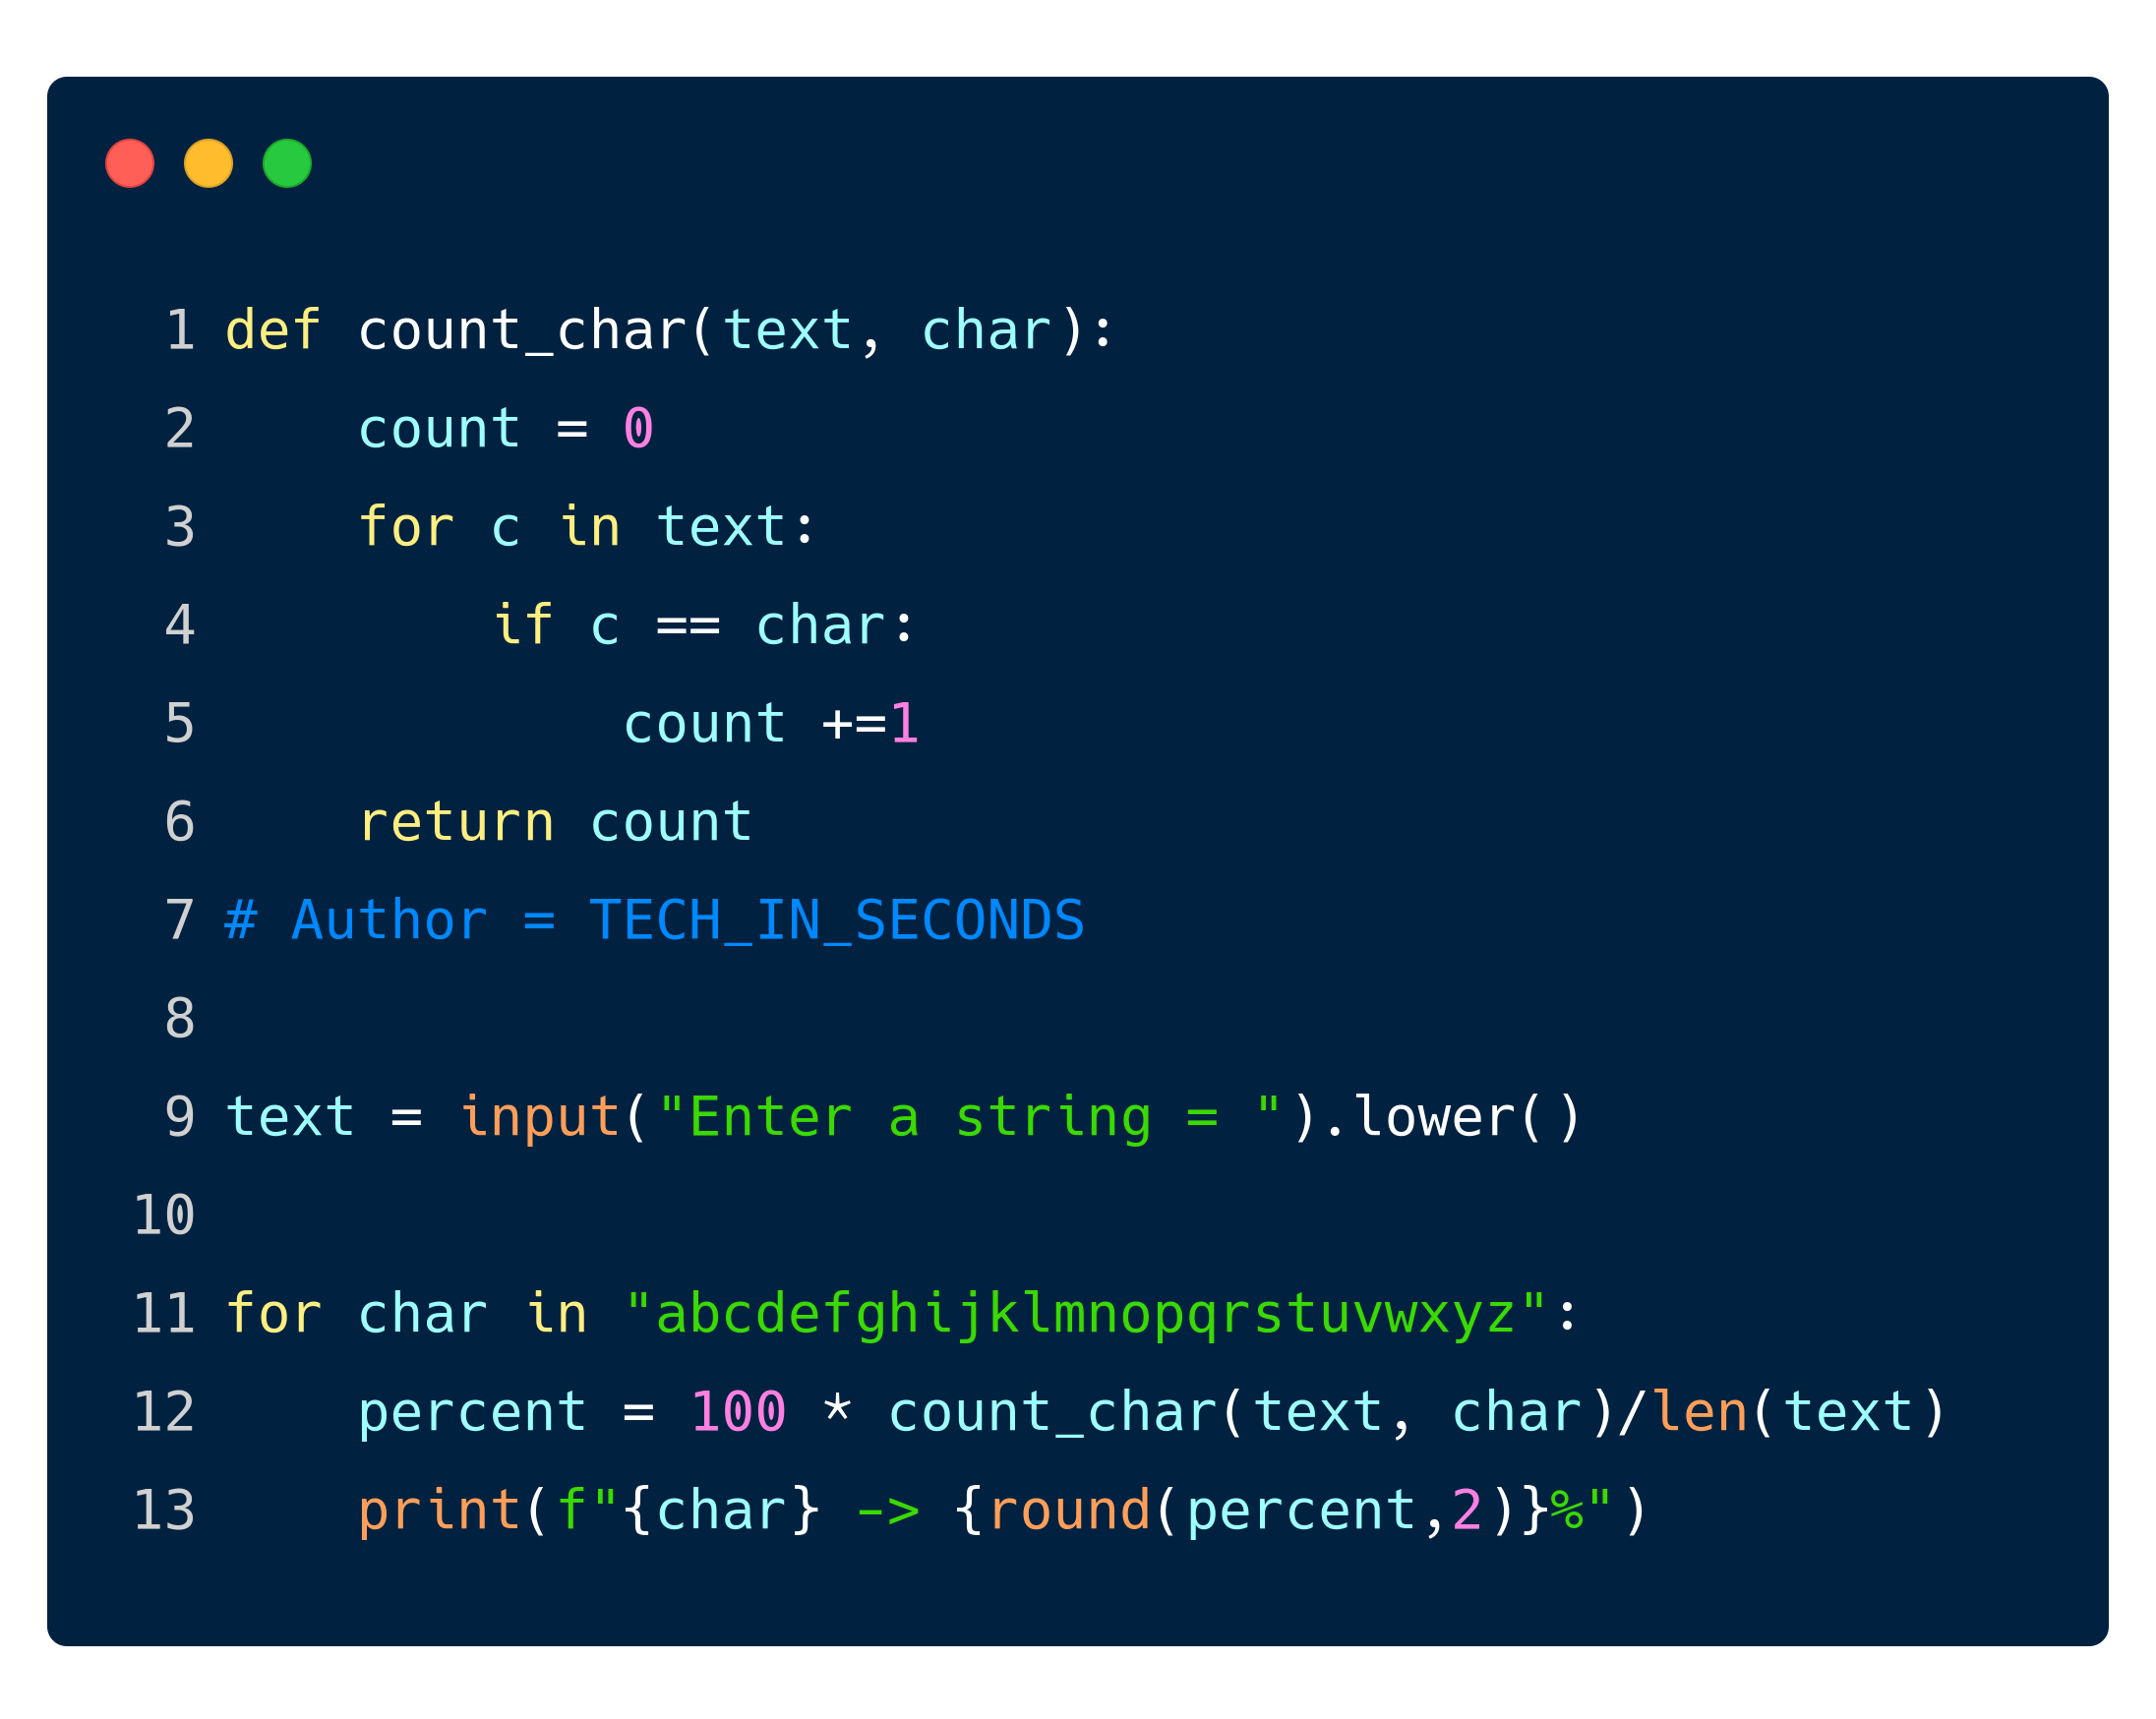 1 def count_char(text, char):
2     count = 0
3     for c in text:
4         if c == char:
5             count +=1
6     return count
7 # Author = TECH_IN_SECONDS
8
9 text = input("Enter a string = ").lower()
10
11 for char in "abcdefghijklmnopqrstuvwxyz":
12     percent = 100 * count_char(text, char)/len(text)
13     print(f"{char} -> {round(percent,2)}%")